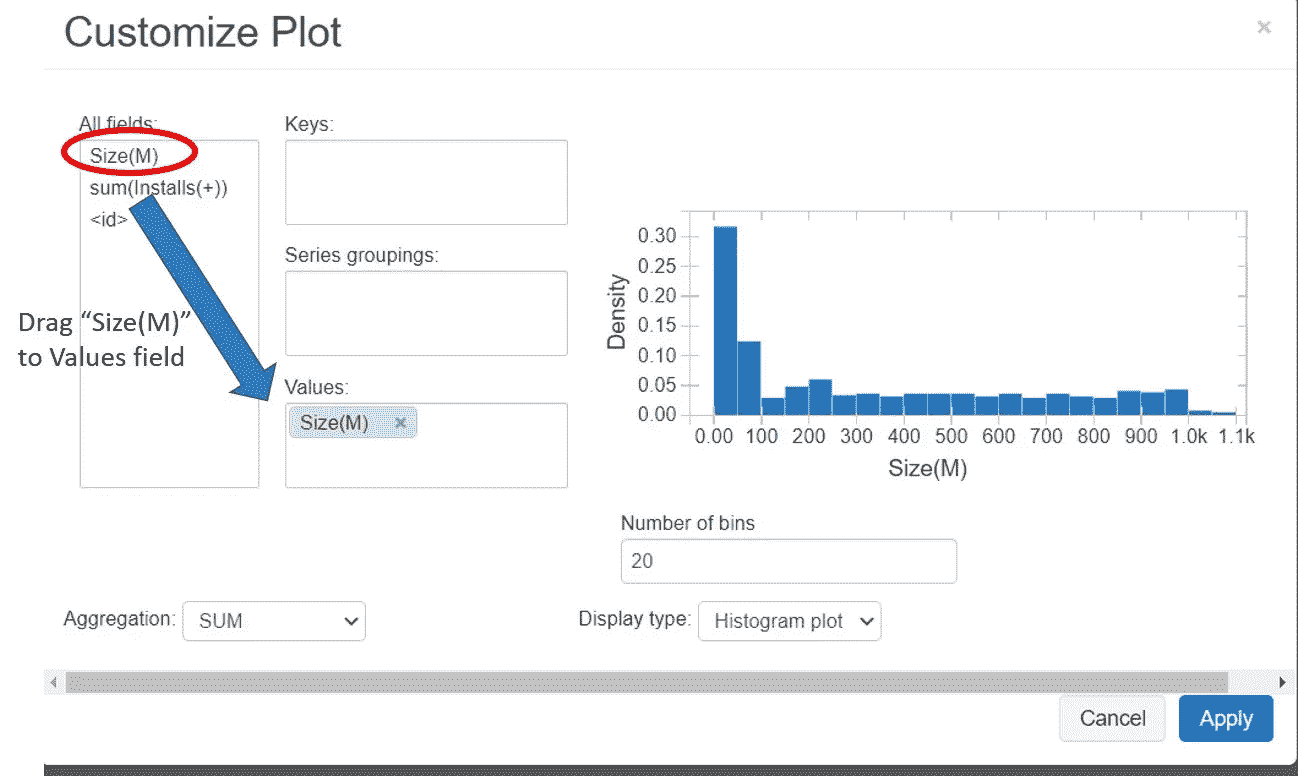 Customize Plot
×
All fields:
Size(M)
sum(Installs(+))
<id>
Drag “Size(M)”
to Values field
Keys:
Series groupings:
Values:
Size(M) ×
Density
0.30
0.25
0.20
0.15
0.10
0.05
0.00
0.00 100 200 300 400 500 600 700 800 900 1.0k 1.1k
Size(M)
Number of bins
20
Aggregation: SUM
Display type: Histogram plot
Cancel Apply